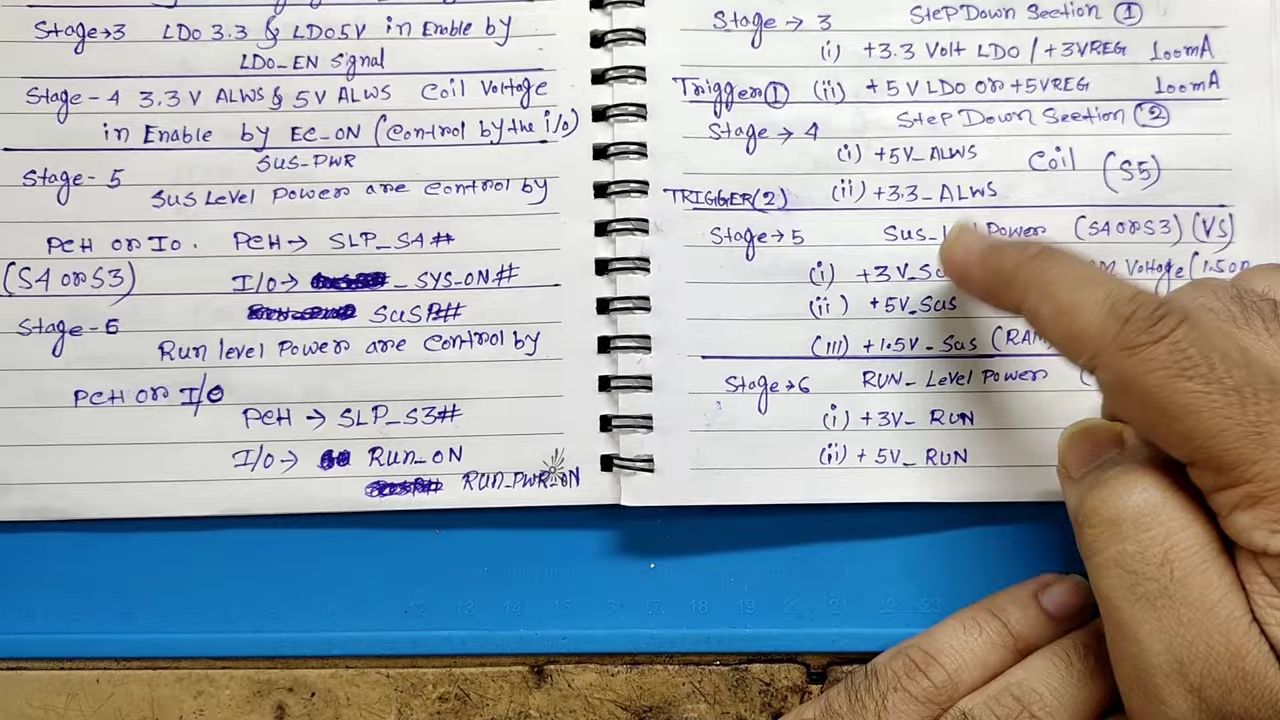 Stage→3 LDO 3.3 & LDO5V in Enable by
LDO_EN Signal
Stage-4 3.3V ALWS & 5V ALWS Coil Voltage
in Enable by EC_ON (Control by the i/o)
SUS_PWR
Stage-5
Sus Level Power are Control by
PCH or IO. PCH→ SLP_S4#
(S4 or S3) I/O→ _SYS_ON#
SUSP##
Stage-6
Run level Power are Control by
PCH or I/O
PCH → SLP_S3#
I/O→ Run_ON
RUN_PWR_ON
Stage→3 Step Down Section ①
(i) +3.3 Volt LDO / +3VREG 100mA
Trigger① (ii) +5V LDO or +5VREG 100mA
Stage→4 Step Down Section ②
(i) +5V_ALWS Coil (S5)
TRIGGER(2) (ii) +3.3_ALWS
Stage→5 Power (S4 or S3) (VS)
(i) +3V_ Voltage (1.5
(ii) +5V_Sus
(iii) +1.5V_Sus (RAM
Stage→6 RUN_Level Power (
(i) +3V_RUN
(ii) +5V_RUN